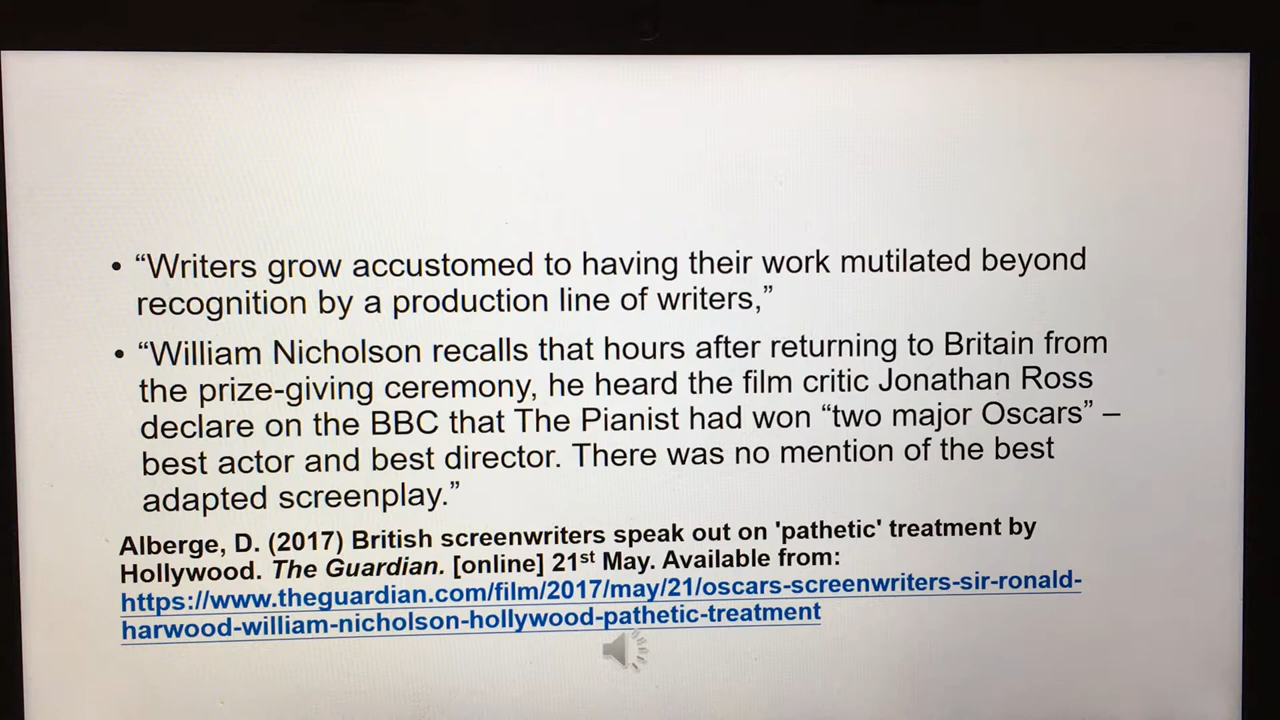 • “Writers grow accustomed to having their work mutilated beyond
recognition by a production line of writers,”
• “William Nicholson recalls that hours after returning to Britain from
the prize-giving ceremony, he heard the film critic Jonathan Ross
declare on the BBC that The Pianist had won “two major Oscars” –
best actor and best director. There was no mention of the best
adapted screenplay.”
Alberge, D. (2017) British screenwriters speak out on 'pathetic' treatment by
Hollywood. The Guardian. [online] 21st May. Available from:
https://www.theguardian.com/film/2017/may/21/oscars-screenwriters-sir-ronald-
harwood-william-nicholson-hollywood-pathetic-treatment